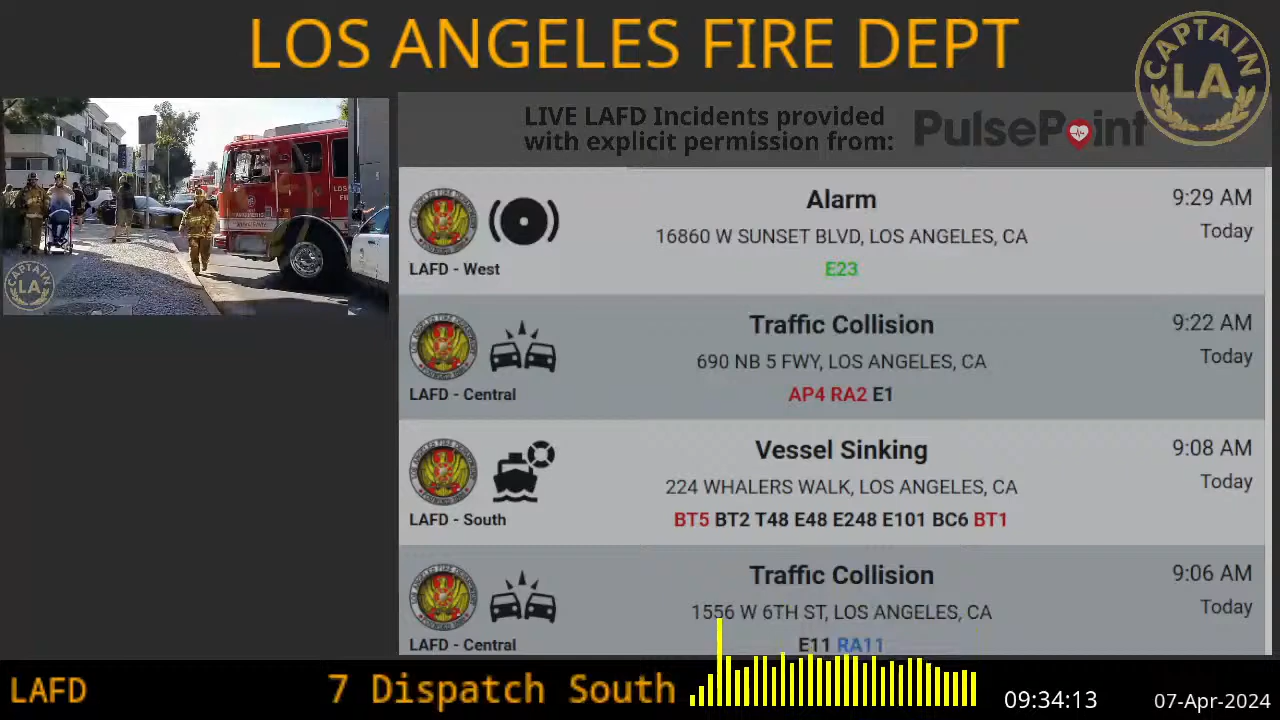 LOS ANGELES FIRE DEPT
CAPTAIN
LA
LIVE LAFD Incidents provided
with explicit permission from:
PulsePoint
Alarm
9:29 AM
16860 W SUNSET BLVD, LOS ANGELES, CA
Today
LAFD - West
E23
Traffic Collision
9:22 AM
690 NB 5 FWY, LOS ANGELES, CA
Today
LAFD - Central
AP4 RA2 E1
Vessel Sinking
9:08 AM
224 WHALERS WALK, LOS ANGELES, CA
Today
LAFD - South
BT5 BT2 T48 E48 E248 E101 BC6 BT1
Traffic Collision
9:06 AM
1556 W 6TH ST, LOS ANGELES, CA
Today
LAFD - Central
E11 RA11
CAPTAIN
LA
LAFD
7 Dispatch South
09:34:13
07-Apr-2024